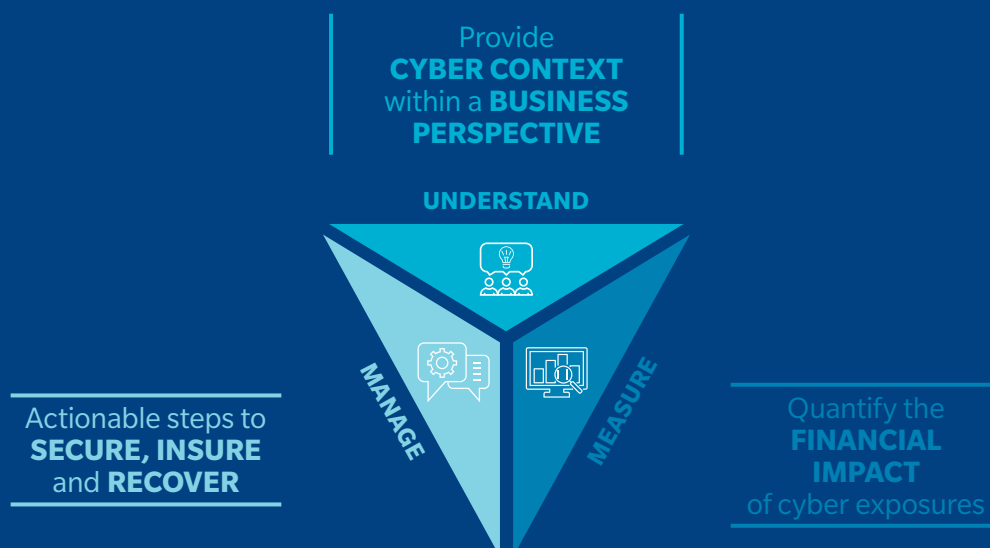 Provide
CYBER CONTEXT
within a BUSINESS
PERSPECTIVE
UNDERSTAND
MANAGE
MEASURE
Actionable steps to
SECURE, INSURE
and RECOVER
Quantify the
FINANCIAL
IMPACT
of cyber exposures